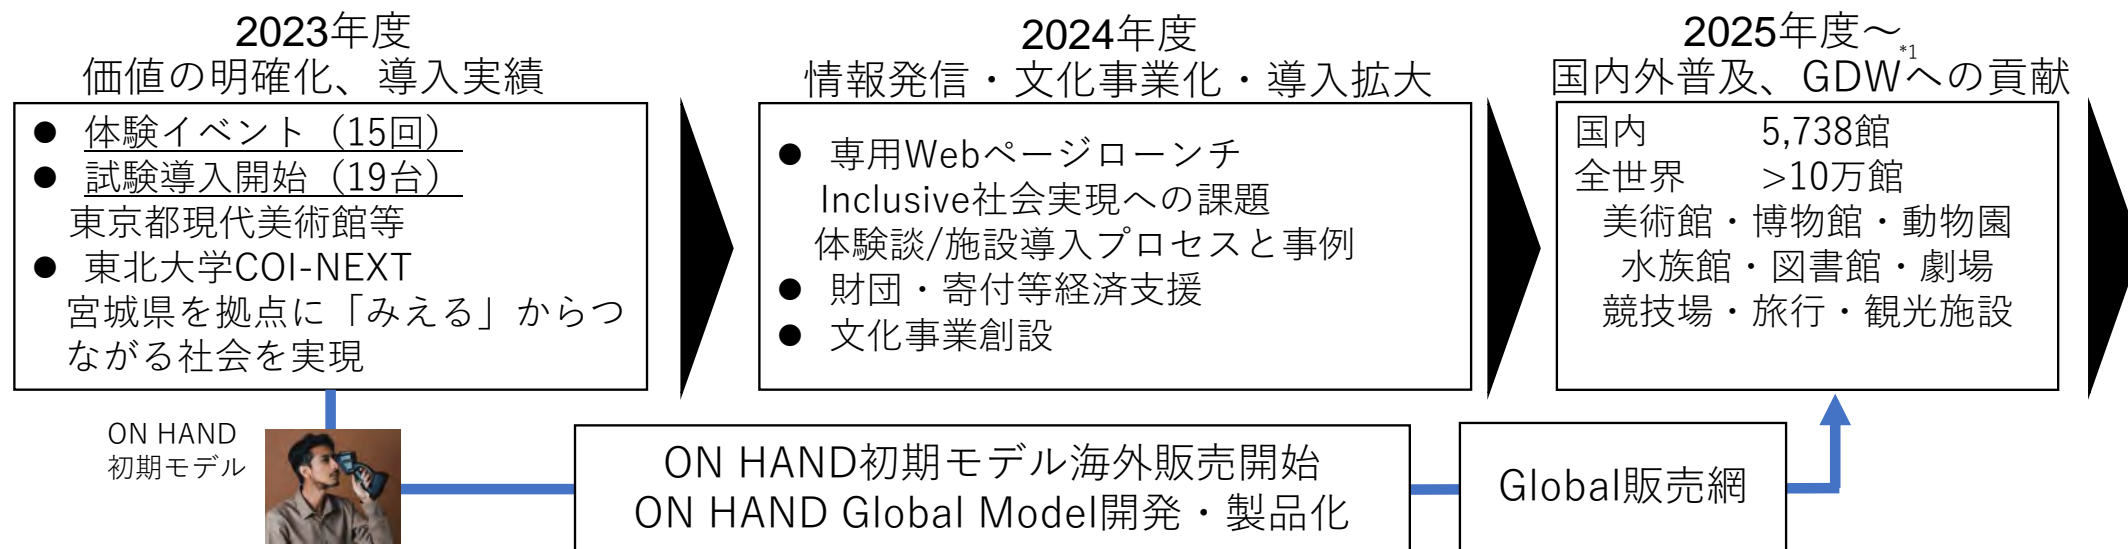 2023年度
価値の明確化、導入実績
● 体験イベント（15回）
● 試験導入開始（19台）
東京都現代美術館等
● 東北大学COI-NEXT
宮城県を拠点に「みえる」からつ
ながる社会を実現
2024年度
情報発信・文化事業化・導入拡大
● 専用Webページローンチ
Inclusive社会実現への課題
体験談/施設導入プロセスと事例
● 財団・寄付等経済支援
● 文化事業創設
2025年度～
国内外普及、GDW*1への貢献
国内 5,738館
全世界 >10万館
美術館・博物館・動物園
水族館・図書館・劇場
競技場・旅行・観光施設
ON HAND
初期モデル
ON HAND初期モデル海外販売開始
ON HAND Global Model開発・製品化
Global販売網